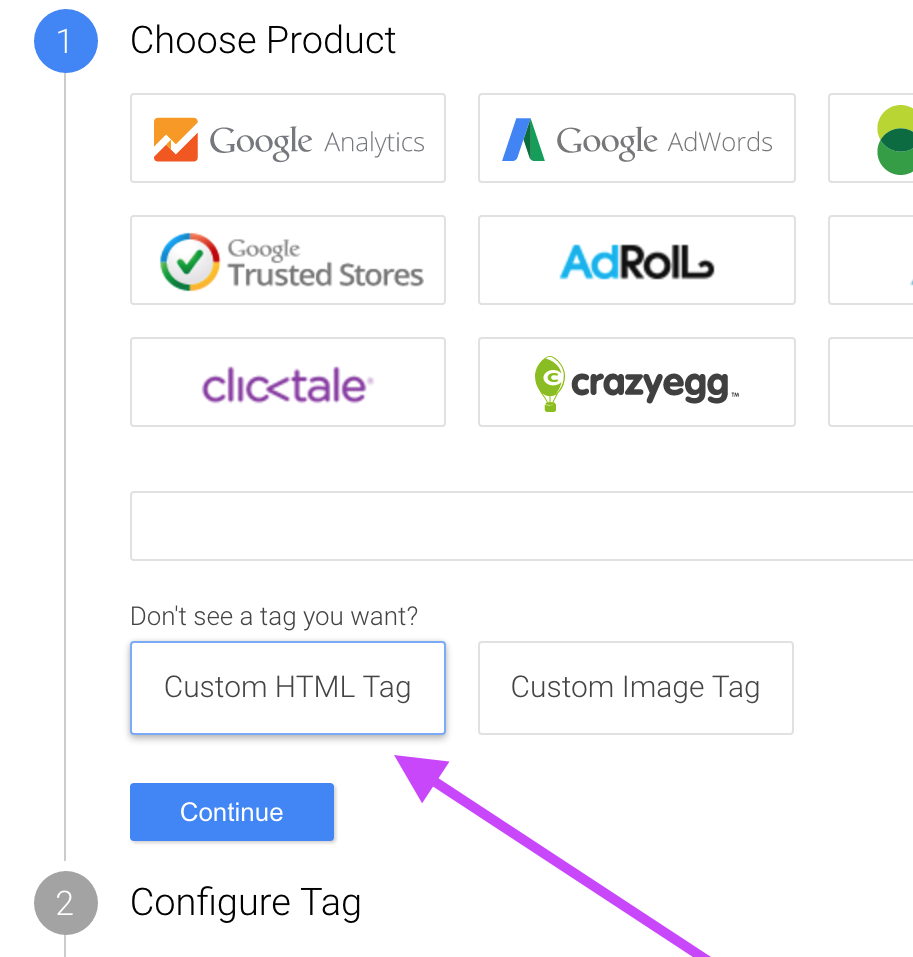 1 Choose Product
Google Analytics
Google AdWords
Google
Trusted Stores
AdRoll
clicktale®
crazyegg™
Don't see a tag you want?
Custom HTML Tag
Custom Image Tag
Continue
2 Configure Tag